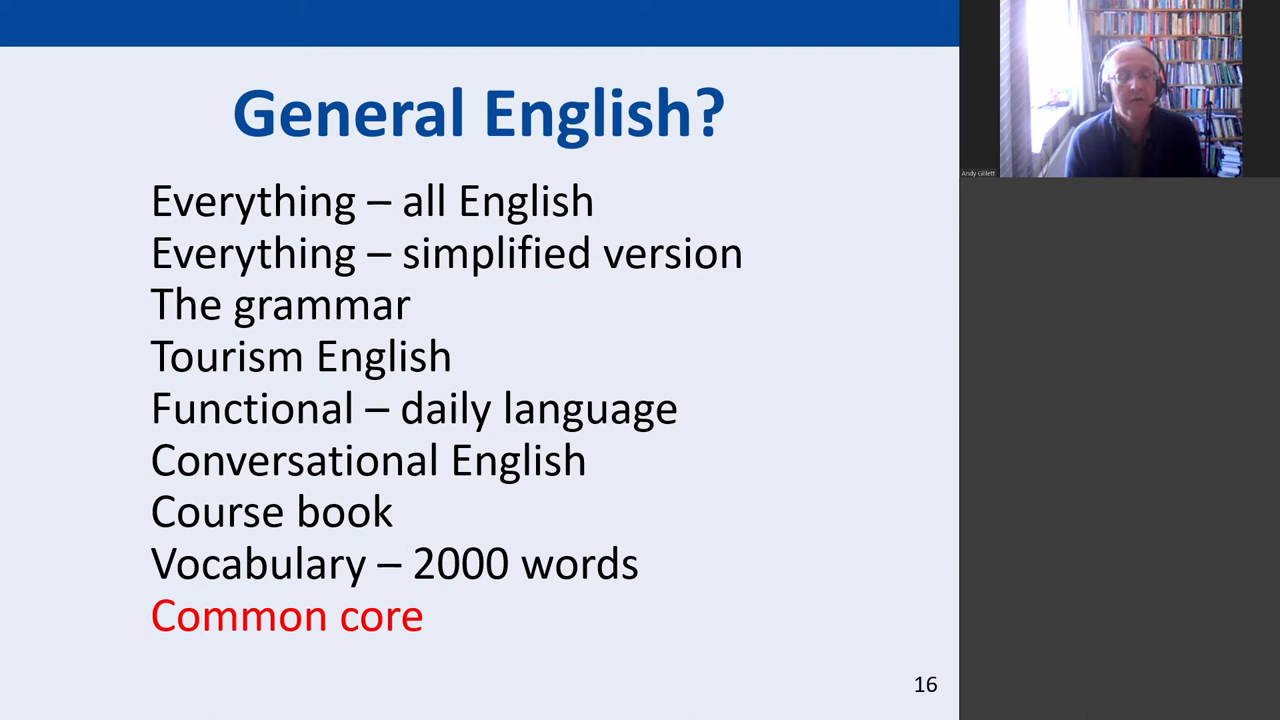 General English?
Everything – all English
Everything – simplified version
The grammar
Tourism English
Functional – daily language
Conversational English
Course book
Vocabulary – 2000 words
Common core
16
Andy Gillett